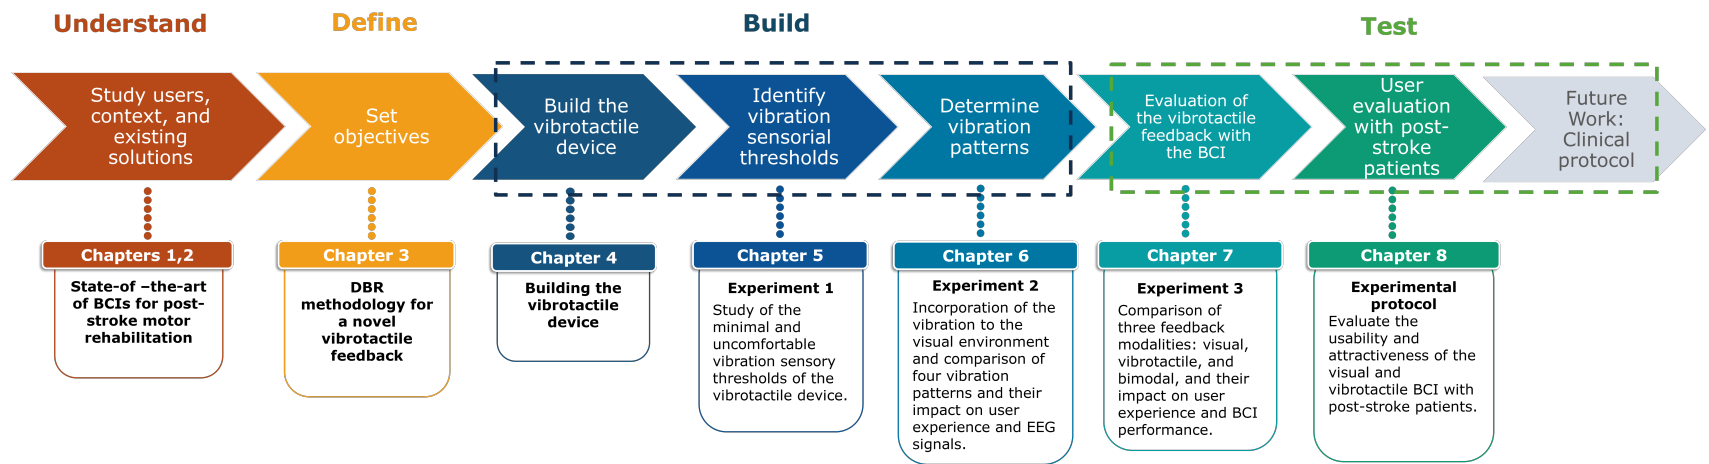 Understand
Define
Build
Test
Study users,
context, and
existing
solutions
Set
objectives
Build the
vibrotactile
device
Identify
vibration
sensorial
thresholds
Determine
vibration
patterns
Evaluation of
the vibrotactile
feedback with
the BCI
User
evaluation
with post-
stroke
patients
Future
Work:
Clinical
protocol
Chapters 1,2
State-of –the-art
of BCIs for post-
stroke motor
rehabilitation
Chapter 3
DBR
methodology for
a novel
vibrotactile
feedback
Chapter 4
Building the
vibrotactile
device
Chapter 5
Experiment 1
Study of the
minimal and
uncomfortable
vibration sensory
thresholds of the
vibrotactile device.
Chapter 6
Experiment 2
Incorporation of the
vibration to the
visual environment
and comparison of
four vibration
patterns and their
impact on user
experience and EEG
signals.
Chapter 7
Experiment 3
Comparison of
three feedback
modalities: visual,
vibrotactile, and
bimodal, and their
impact on user
experience and BCI
performance.
Chapter 8
Experimental
protocol
Evaluate the
usability and
attractiveness of the
visual and
vibrotactile BCI with
post-stroke patients.